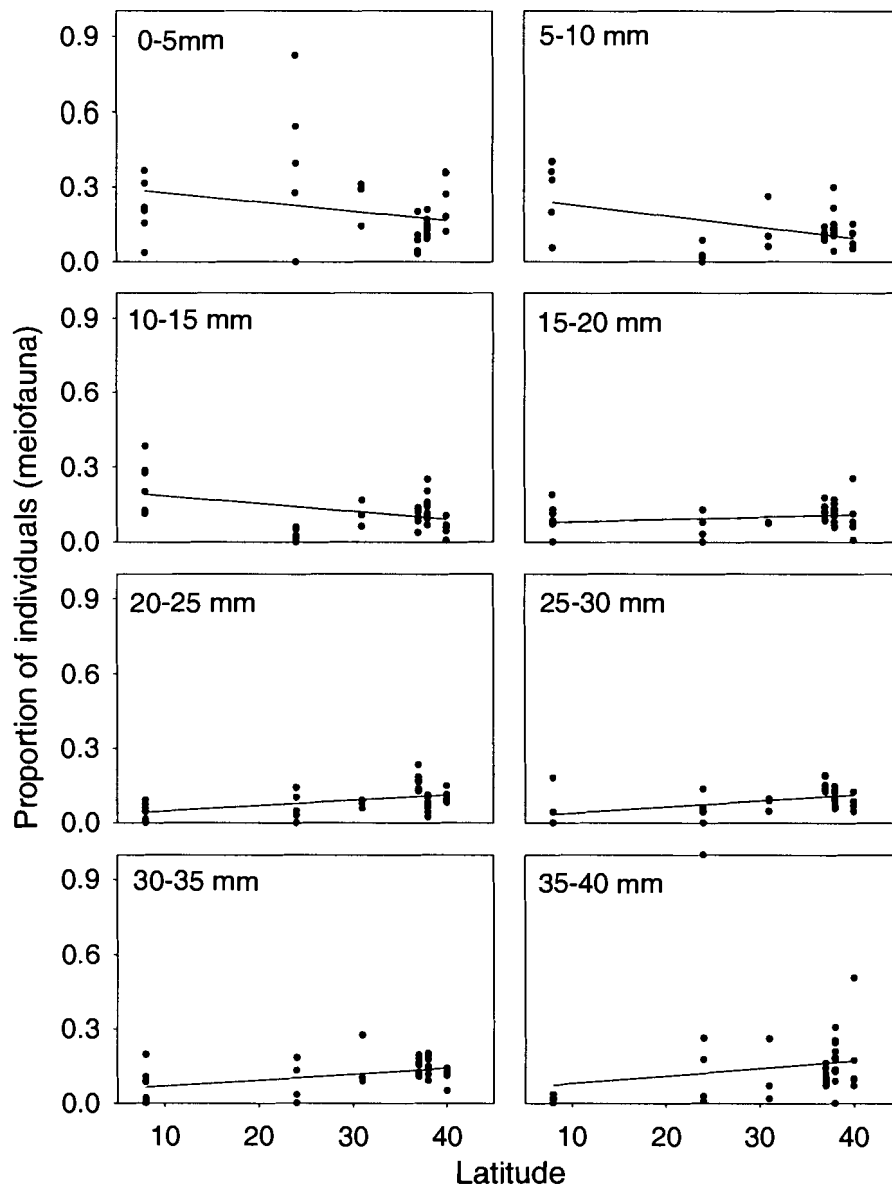 0-5mm
5-10 mm
0.9
0.6
0.3
0.0
10-15 mm
15-20 mm
0.9
0.6
0.3
0.0
20-25 mm
25-30 mm
0.9
0.6
0.3
0.0
30-35 mm
35-40 mm
0.9
0.6
0.3
0.0
10 20 30 40
10 20 30 40
Proportion of individuals (meiofauna)
Latitude